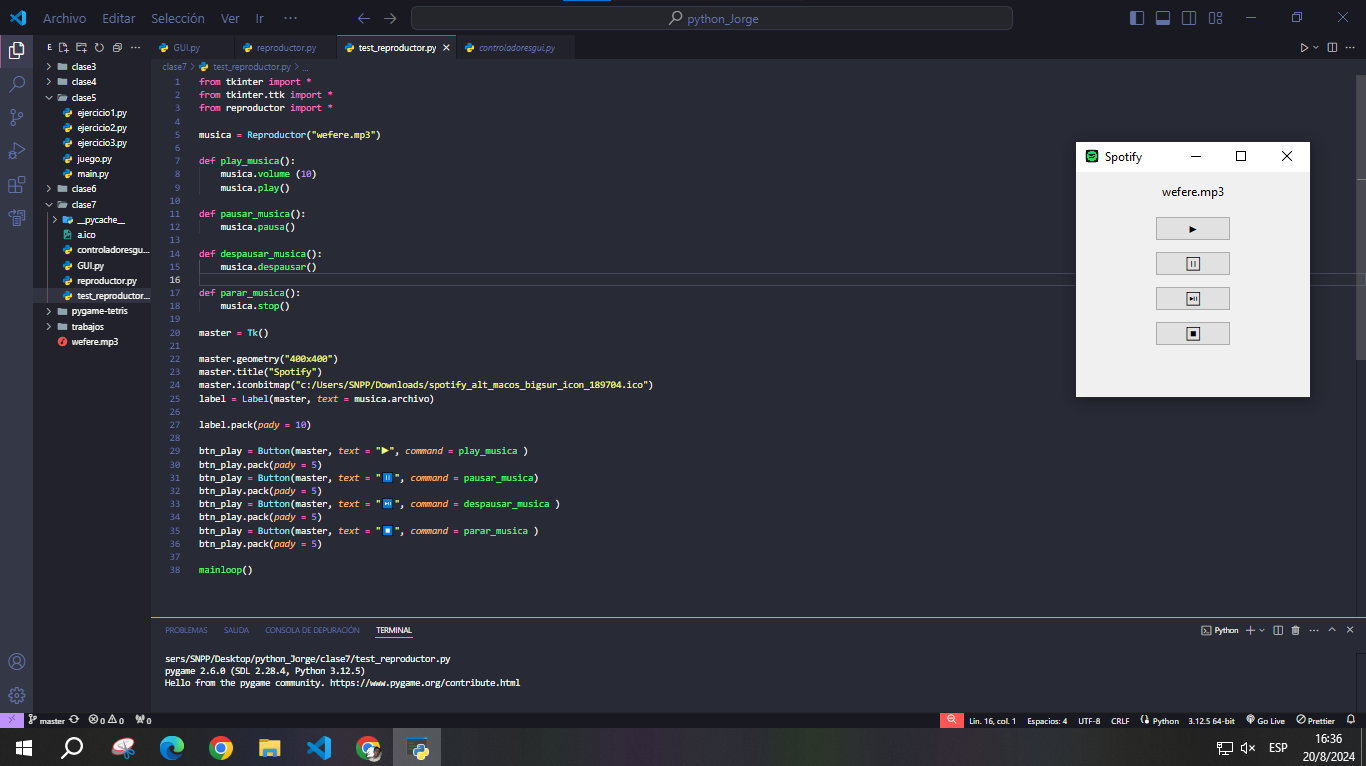 Archivo Editar Selección Ver Ir ···
python_Jorge
E
GUI.py reproductor.py test_reproductor.py controladoresgui.py
clase7 > test_reproductor.py > ...
clase3
clase4
clase5
ejercicio1.py
ejercicio2.py
ejercicio3.py
juego.py
main.py
clase6
clase7
__pycache__
a.ico
controladoresgu...
GUI.py
reproductor.py
test_reproductor...
pygame-tetris
trabajos
wefere.mp3
1 from tkinter import *
2 from tkinter.ttk import *
3 from reproductor import *
4
5 musica = Reproductor("wefere.mp3")
6
7 def play_musica():
8 musica.volume (10)
9 musica.play()
10
11 def pausar_musica():
12 musica.pausa()
13
14 def despausar_musica():
15 musica.despausar()
16
17 def parar_musica():
18 musica.stop()
19
20 master = Tk()
21
22 master.geometry("400x400")
23 master.title("Spotify")
24 master.iconbitmap("c:/Users/SNPP/Downloads/spotify_alt_macos_bigsur_icon_189704.ico")
25 label = Label(master, text = musica.archivo)
26
27 label.pack(pady = 10)
28
29 btn_play = Button(master, text = "▶", command = play_musica )
30 btn_play.pack(pady = 5)
31 btn_play = Button(master, text = "⏸", command = pausar_musica)
32 btn_play.pack(pady = 5)
33 btn_play = Button(master, text = "⏯", command = despausar_musica )
34 btn_play.pack(pady = 5)
35 btn_play = Button(master, text = "⏹", command = parar_musica )
36 btn_play.pack(pady = 5)
37
38 mainloop()
Spotify
wefere.mp3
▶
⏸
⏯
⏹
PROBLEMAS SALIDA CONSOLA DE DEPURACIÓN TERMINAL
Python
sers/SNPP/Desktop/python_Jorge/clase7/test_reproductor.py
pygame 2.6.0 (SDL 2.28.4, Python 3.12.5)
Hello from the pygame community. https://www.pygame.org/contribute.html
master 0 0 0 Lín. 16, col. 1 Espacios: 4 UTF-8 CRLF Python 3.12.5 64-bit Go Live Prettier
ESP
16:36
20/8/2024